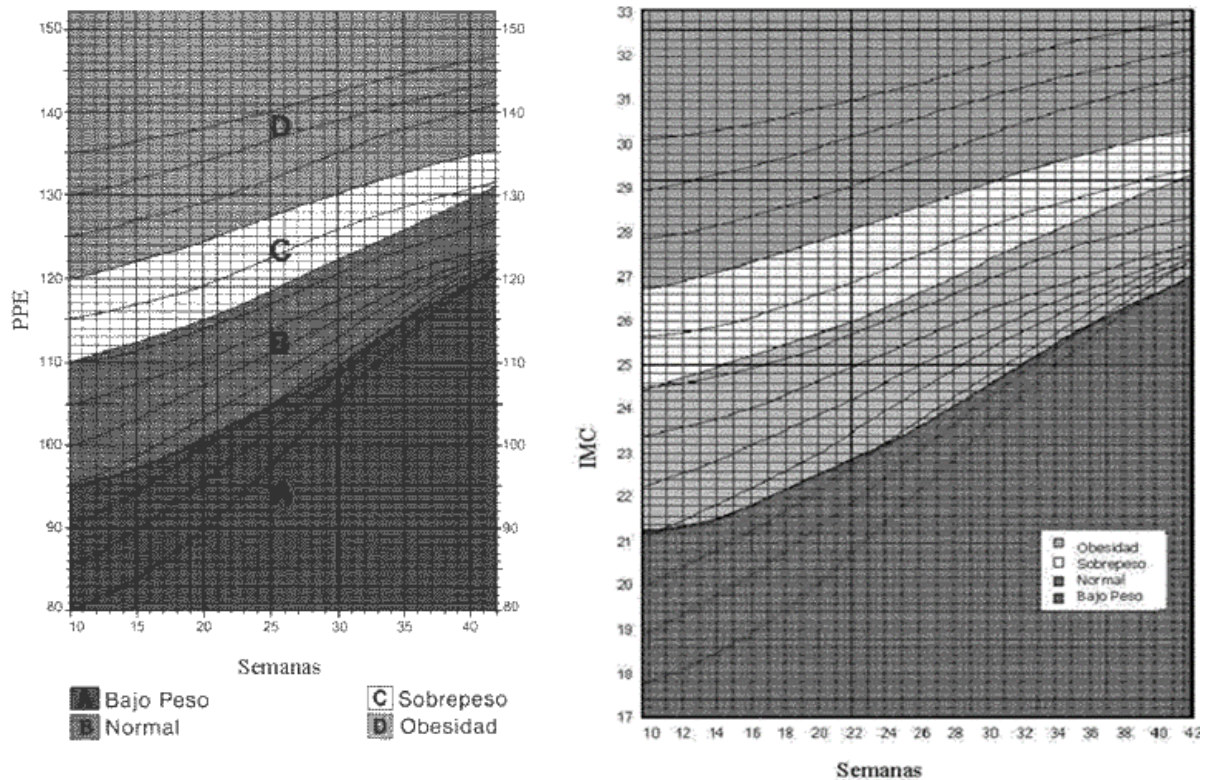 150
140
130
120
110
100
90
80
150
140
130
120
110
100
90
80
PPE
D
C
B
A
10 15 20 25 30 35 40
Semanas
A Bajo Peso
B Normal
C Sobrepeso
D Obesidad
33
32
31
30
29
28
27
26
25
24
23
22
21
20
19
18
17
IMC
Obesidad
Sobrepeso
Normal
Bajo Peso
10 12 14 16 18 20 22 24 26 28 30 32 34 36 38 40 42
Semanas